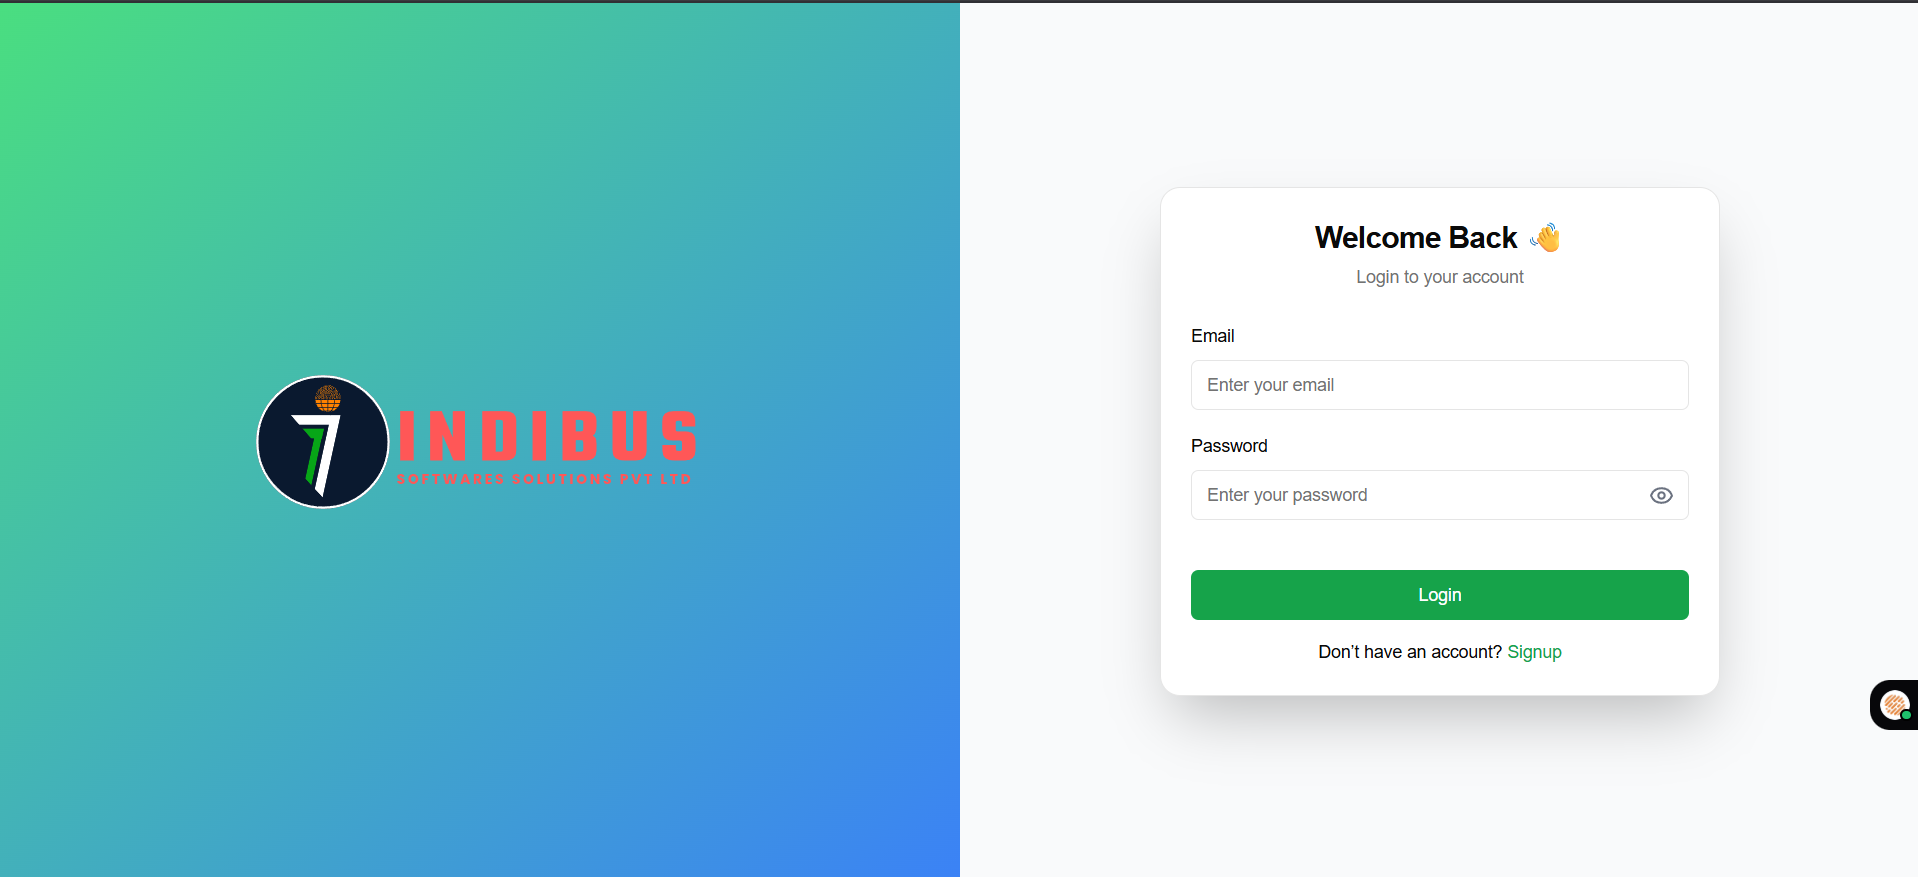 INDIBUS
SOFTWARES SOLUTIONS PVT LTD
Welcome Back 👋
Login to your account
Email
Enter your email
Password
Enter your password
Login
Don’t have an account? Signup